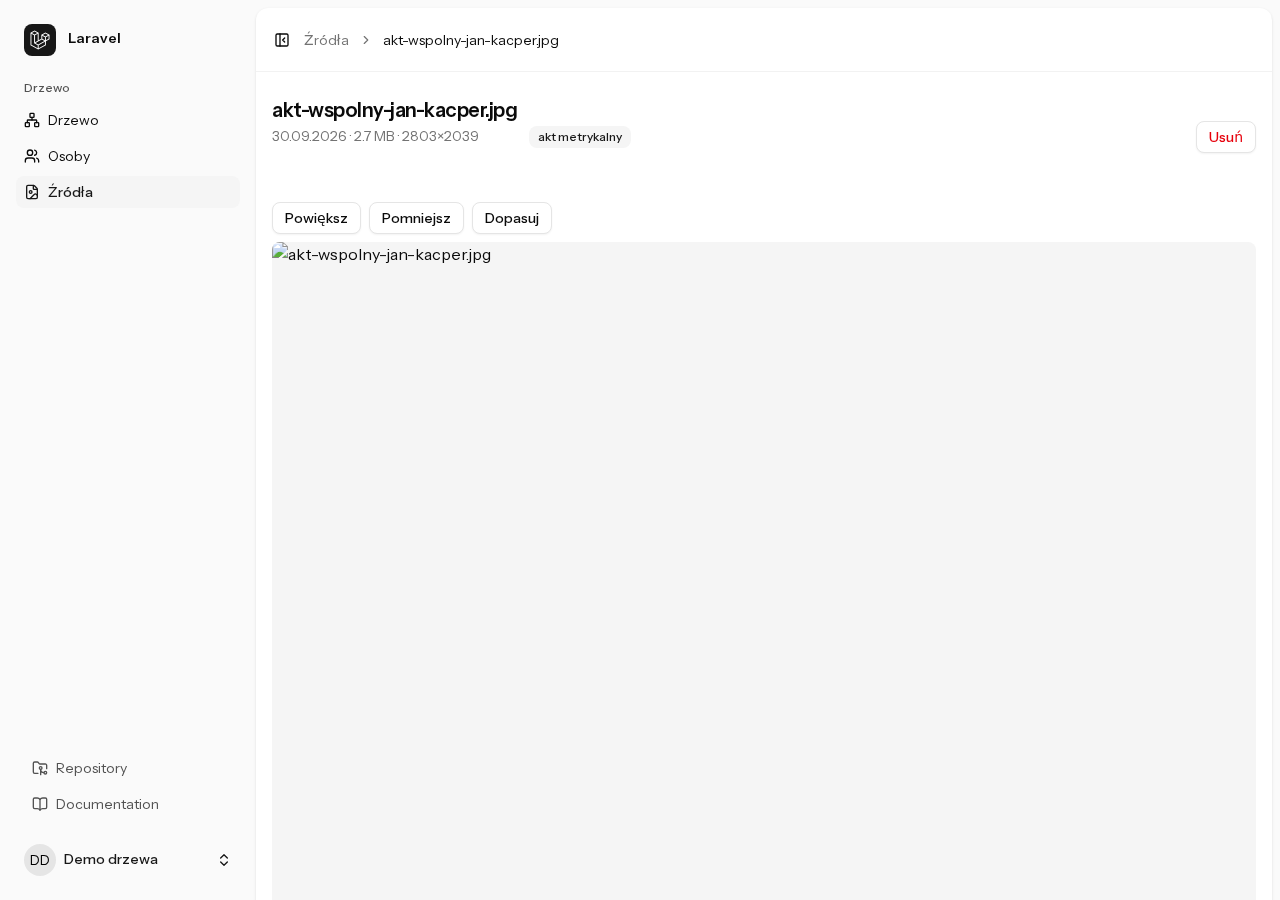 Laravel
Drzewo
Drzewo
Osoby
Źródła
Repository
Documentation
DD
Demo drzewa
Źródła
akt-wspolny-jan-kacper.jpg
akt-wspolny-jan-kacper.jpg
30.09.2026 · 2.7 MB · 2803×2039
akt metrykalny
Usuń
Powiększ
Pomniejsz
Dopasuj
akt-wspolny-jan-kacper.jpg